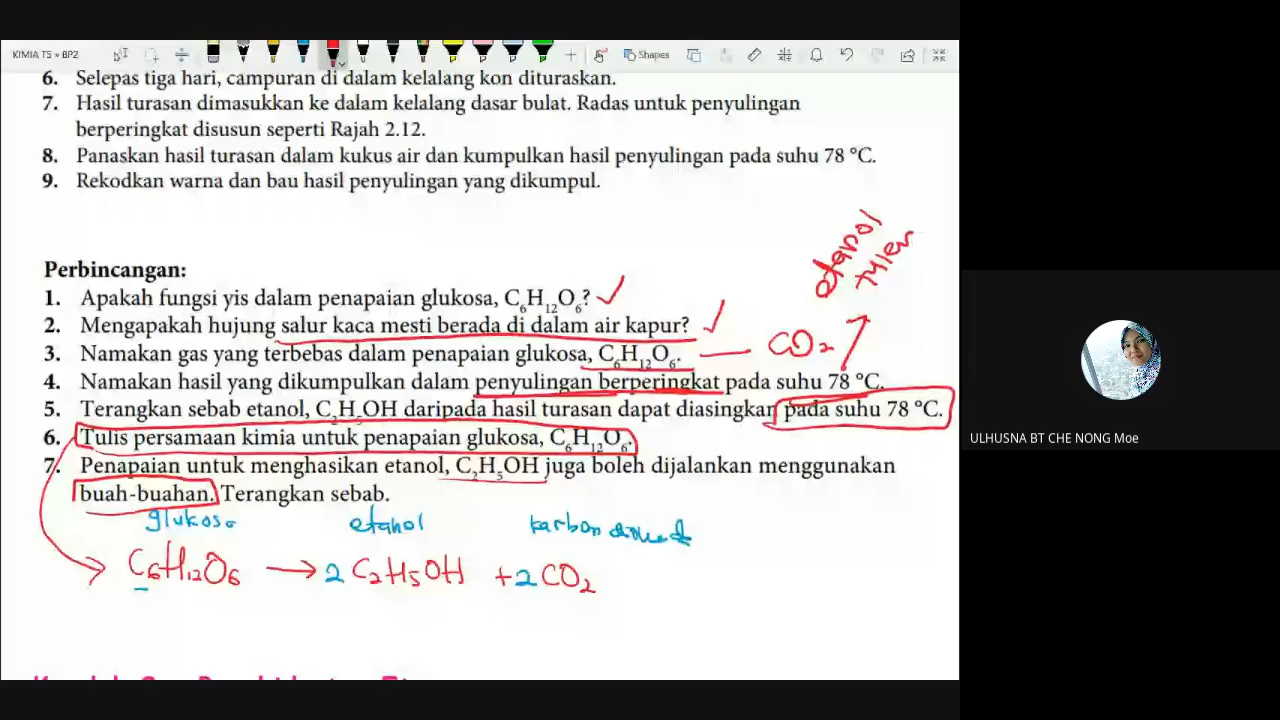 KIMIA T5 » BP2
Shapes
6. Selepas tiga hari, campuran di dalam kelalang kon dituraskan.
7. Hasil turasan dimasukkan ke dalam kelalang dasar bulat. Radas untuk penyulingan
berperingkat disusun seperti Rajah 2.12.
8. Panaskan hasil turasan dalam kukus air dan kumpulkan hasil penyulingan pada suhu 78 °C.
9. Rekodkan warna dan bau hasil penyulingan yang dikumpul.
etanol
tulen
Perbincangan:
1. Apakah fungsi yis dalam penapaian glukosa, C₆H₁₂O₆?
2. Mengapakah hujung salur kaca mesti berada di dalam air kapur?
3. Namakan gas yang terbebas dalam penapaian glukosa, C₆H₁₂O₆. — CO₂
4. Namakan hasil yang dikumpulkan dalam penyulingan berperingkat pada suhu 78 °C.
5. Terangkan sebab etanol, C₂H₅OH daripada hasil turasan dapat diasingkan pada suhu 78 °C.
6. Tulis persamaan kimia untuk penapaian glukosa, C₆H₁₂O₆.
ULHUSNA BT CHE NONG Moe
7. Penapaian untuk menghasikan etanol, C₂H₅OH juga boleh dijalankan menggunakan
buah-buahan. Terangkan sebab.
glukosa etanol karbon
C₆H₁₂O₆ → 2 C₂H₅OH + 2 CO₂